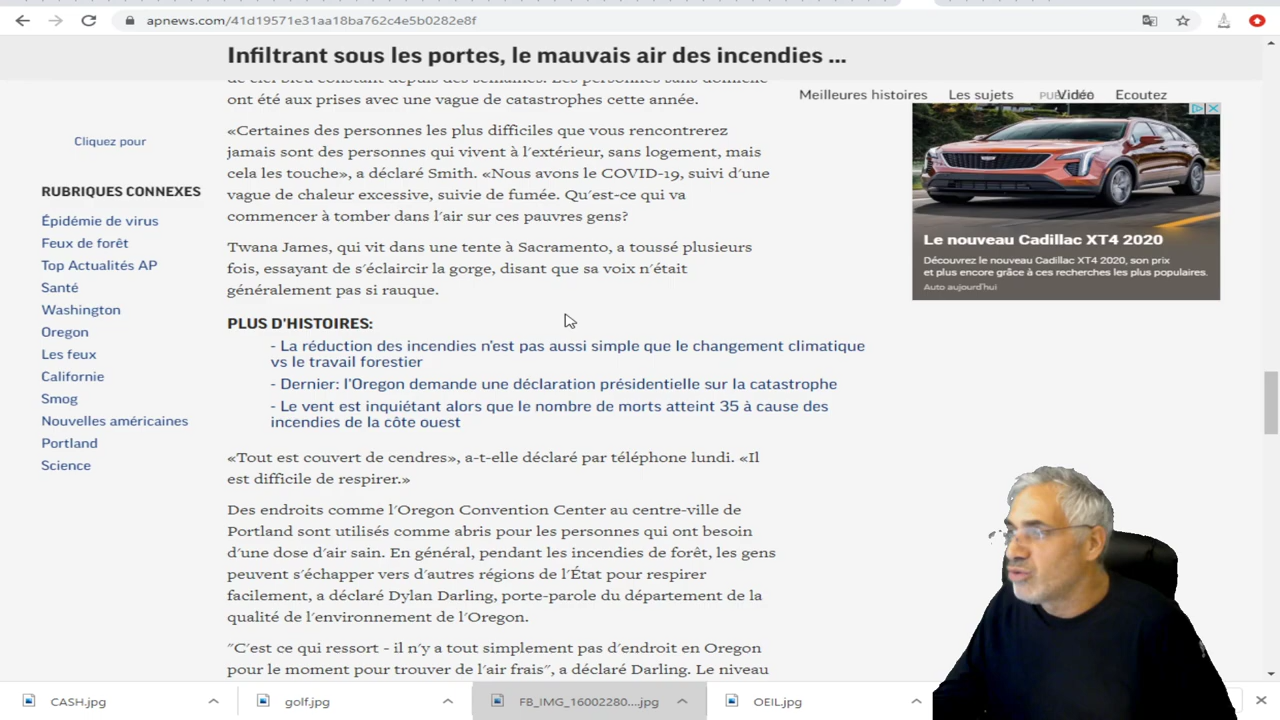 apnews.com/41d19571e31aa18ba762c4e5b0282e8f
Infiltrant sous les portes, le mauvais air des incendies ...
de ciel bleu constant depuis des semaines. Les personnes sans domicile
ont été aux prises avec une vague de catastrophes cette année.
Meilleures histoires
Les sujets
Vidéo
Ecoutez
Cliquez pour
RUBRIQUES CONNEXES
Épidémie de virus
Feux de forêt
Top Actualités AP
Santé
Washington
Oregon
Les feux
Californie
Smog
Nouvelles américaines
Portland
Science
«Certaines des personnes les plus difficiles que vous rencontrerez
jamais sont des personnes qui vivent à l'extérieur, sans logement, mais
cela les touche», a déclaré Smith. «Nous avons le COVID-19, suivi d'une
vague de chaleur excessive, suivie de fumée. Qu'est-ce qui va
commencer à tomber dans l'air sur ces pauvres gens?
Twana James, qui vit dans une tente à Sacramento, a toussé plusieurs
fois, essayant de s'éclaircir la gorge, disant que sa voix n'était
généralement pas si rauque.
PLUS D'HISTOIRES:
- La réduction des incendies n'est pas aussi simple que le changement climatique
vs le travail forestier
- Dernier: l'Oregon demande une déclaration présidentielle sur la catastrophe
- Le vent est inquiétant alors que le nombre de morts atteint 35 à cause des
incendies de la côte ouest
«Tout est couvert de cendres», a-t-elle déclaré par téléphone lundi. «Il
est difficile de respirer.»
Des endroits comme l'Oregon Convention Center au centre-ville de
Portland sont utilisés comme abris pour les personnes qui ont besoin
d'une dose d'air sain. En général, pendant les incendies de forêt, les gens
peuvent s'échapper vers d'autres régions de l'État pour respirer
facilement, a déclaré Dylan Darling, porte-parole du département de la
qualité de l'environnement de l'Oregon.
"C'est ce qui ressort - il n'y a tout simplement pas d'endroit en Oregon
pour le moment pour trouver de l'air frais", a déclaré Darling. Le niveau
Le nouveau Cadillac XT4 2020
Découvrez le nouveau Cadillac XT4 2020, son prix
et plus encore grâce à ces recherches les plus populaires.
Auto aujourd'hui
CASH.jpg
golf.jpg
FB_IMG_16002280....jpg
OEIL.jpg